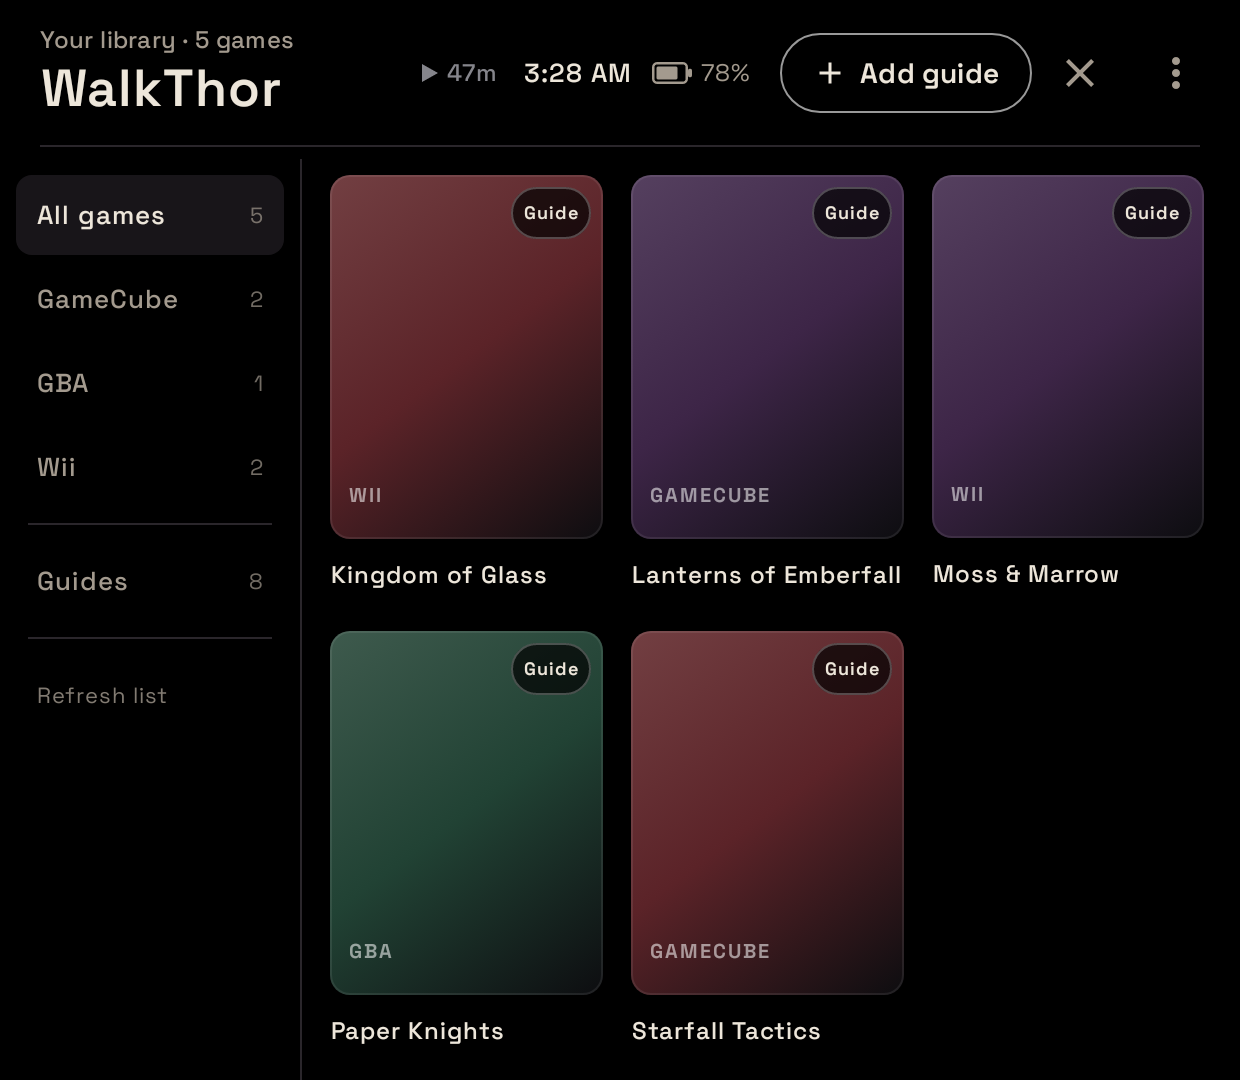 Your library · 5 games
WalkThor
47m 3:28 AM 78% Add guide
All games 5
GameCube 2
GBA 1
Wii 2
Guides 8
Refresh list
Guide
WII
Kingdom of Glass
Guide
GAMECUBE
Lanterns of Emberfall
Guide
WII
Moss & Marrow
Guide
GBA
Paper Knights
Guide
GAMECUBE
Starfall Tactics